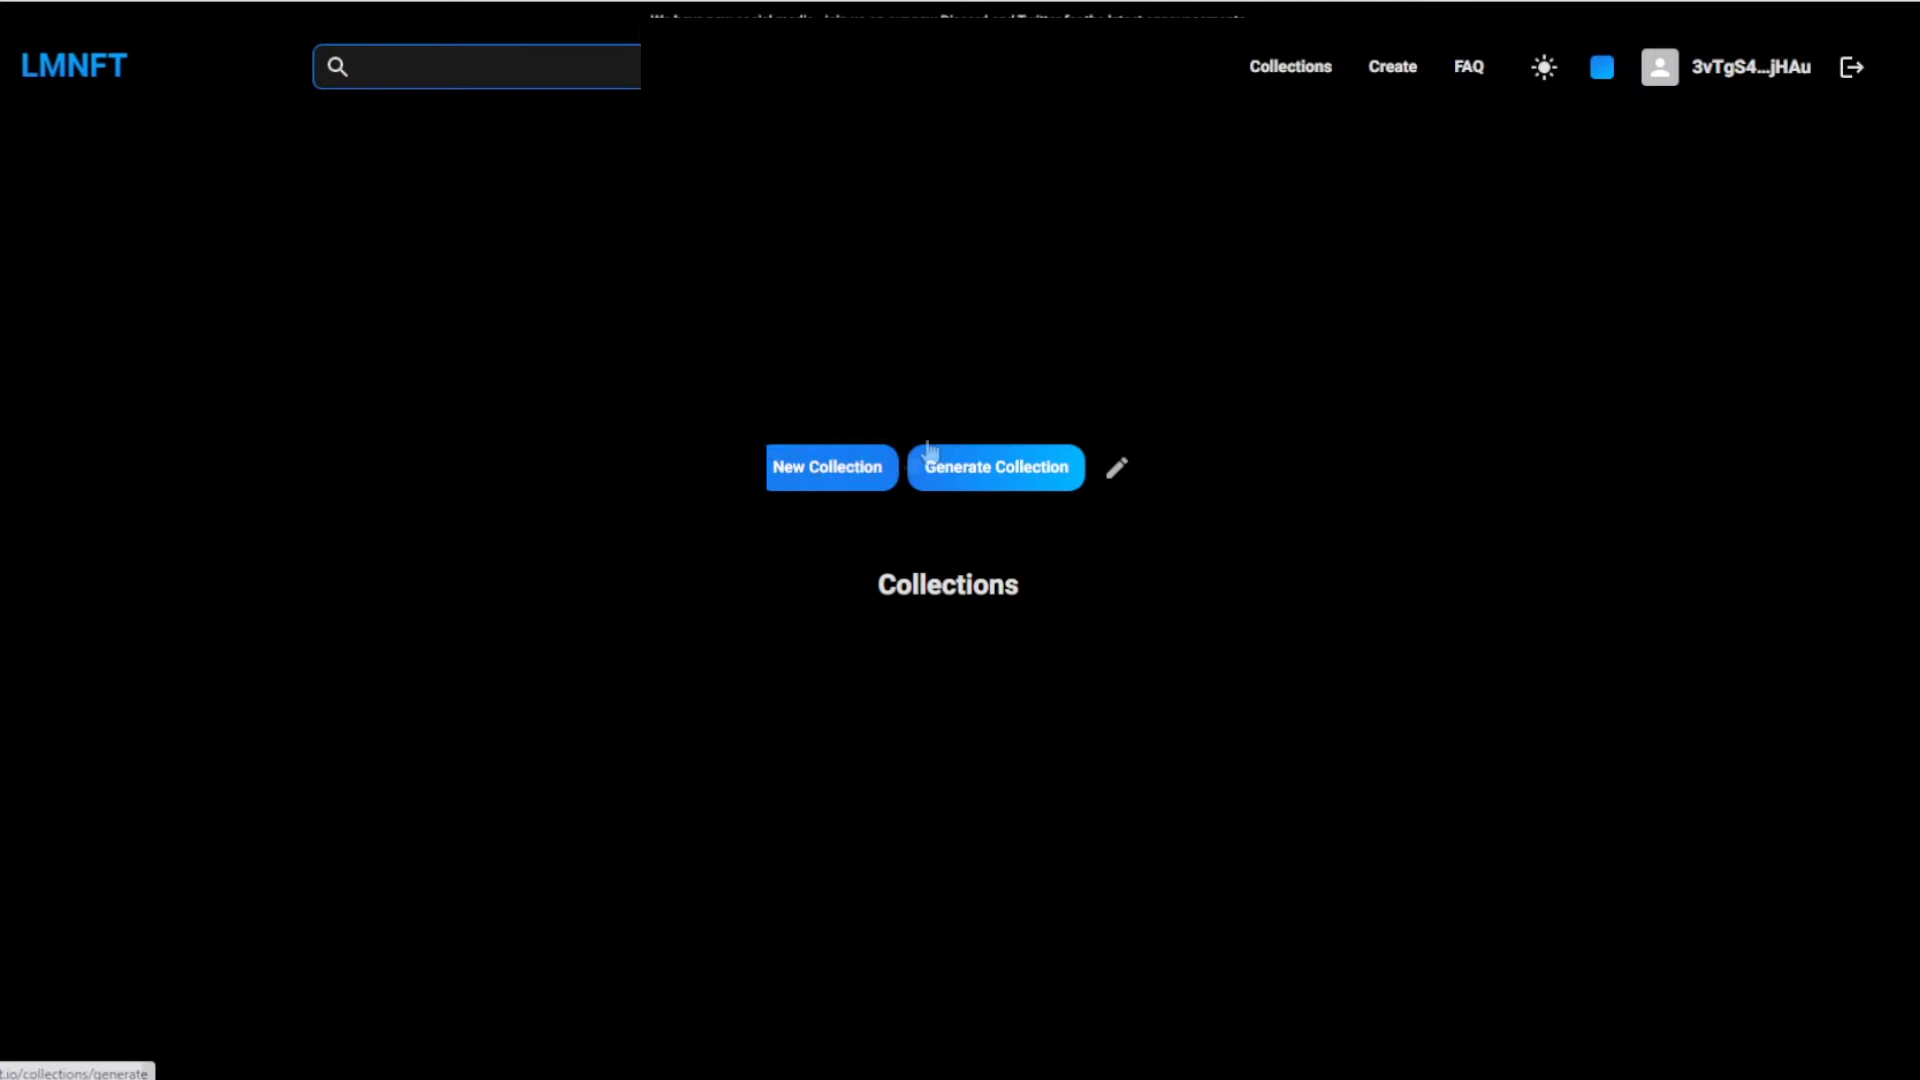 LMNFT
Collections
Create
FAQ
3vTgS4...jHAu
New Collection
Generate Collection
Collections
t.io/collections/generate